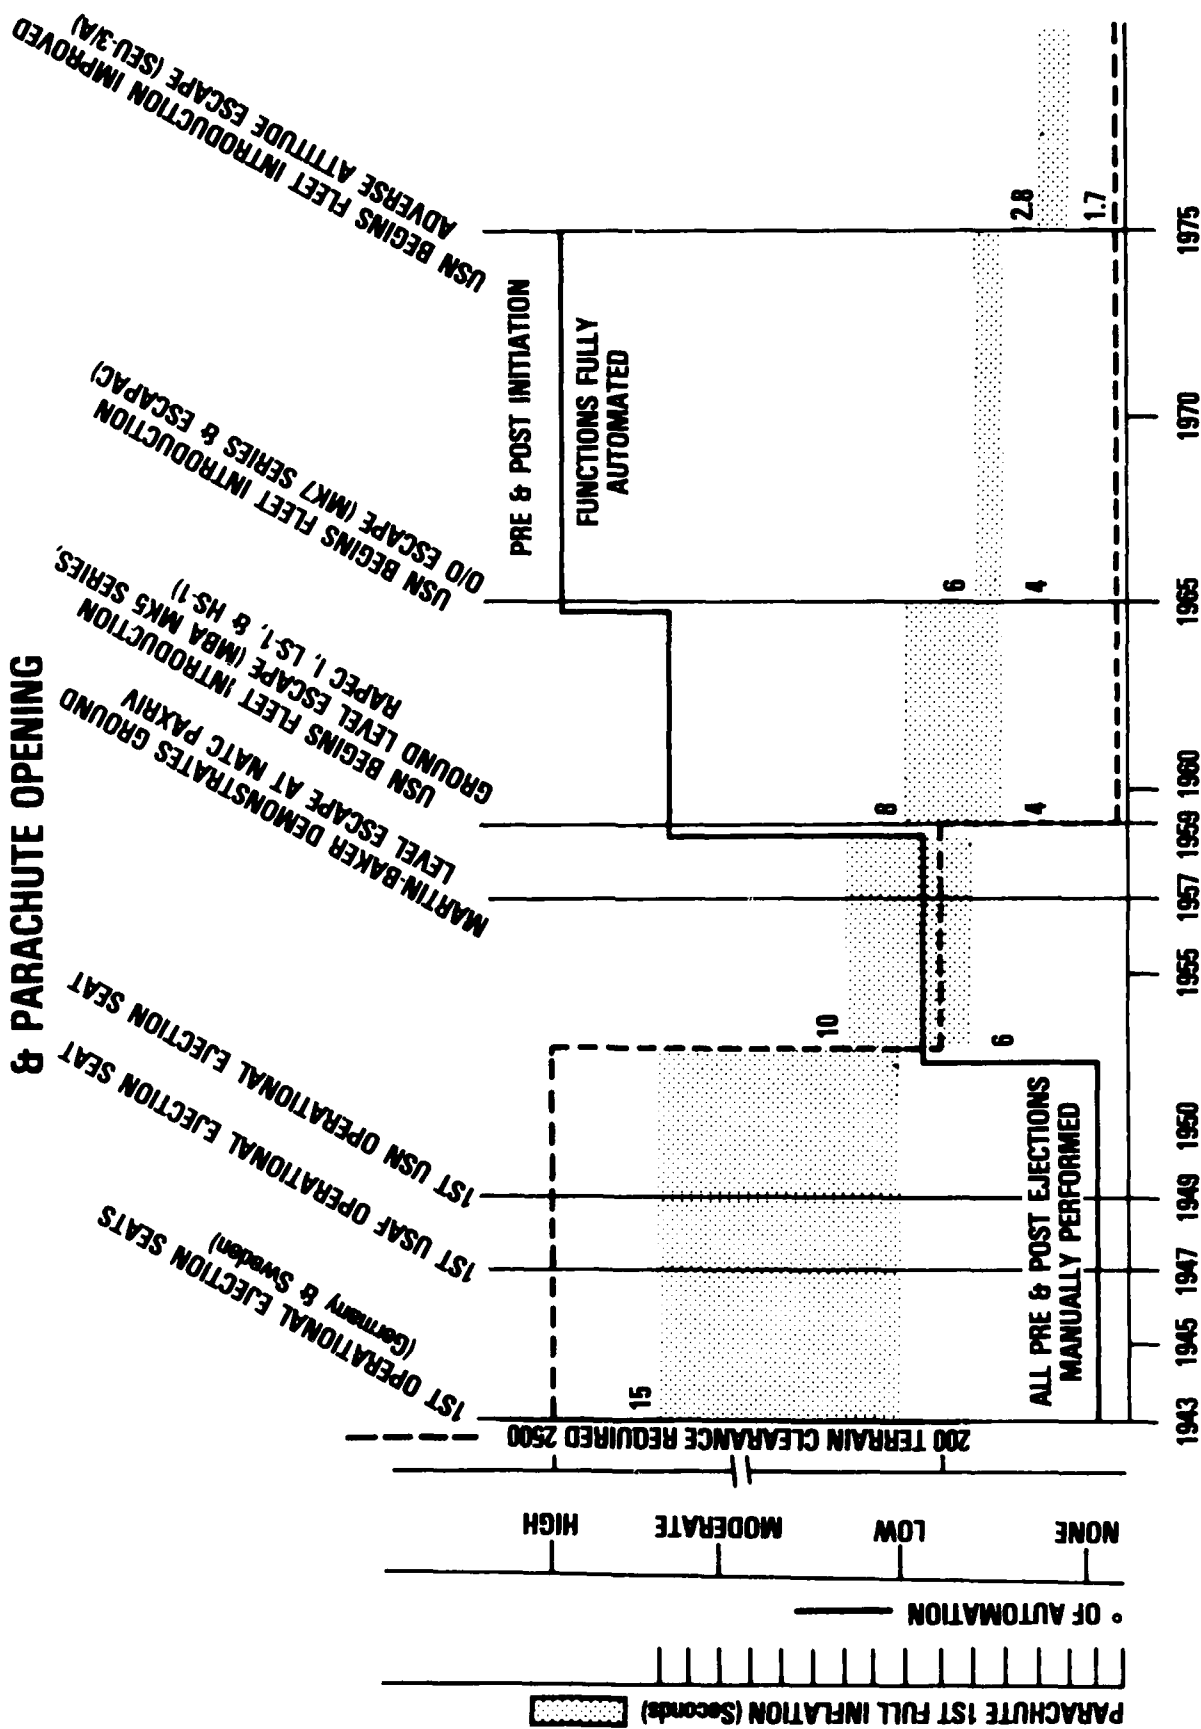 & PARACHUTE OPENING
1ST OPERATIONAL EJECTION SEATS
(Germany & Sweden)
1ST USAF OPERATIONAL EJECTION SEAT
1ST USN OPERATIONAL EJECTION SEAT
MARTIN-BAKER DEMONSTRATES GROUND
LEVEL ESCAPE AT NATC PAXRIV
USN BEGINS FLEET INTRODUCTION
GROUND LEVEL ESCAPE (MBA MK5 SERIES,
RAPEC I, LS-1, & HS-1)
USN BEGINS FLEET INTRODUCTION
O/O ESCAPE (MK7 SERIES & ESCAPAC)
USN BEGINS FLEET INTRODUCTION IMPROVED
ADVERSE ATTITUDE ESCAPE (SEU-3/A)
PARACHUTE 1ST FULL INFLATION (Seconds)
° OF AUTOMATION
NONE
LOW
MODERATE
HIGH
200 TERRAIN CLEARANCE REQUIRED 2500
15
10
6
8
4
6
4
2.8
1.7
ALL PRE & POST EJECTIONS
MANUALLY PERFORMED
PRE & POST INITIATION
FUNCTIONS FULLY
AUTOMATED
1943
1945
1947
1949
1950
1955
1957
1959
1960
1965
1970
1975